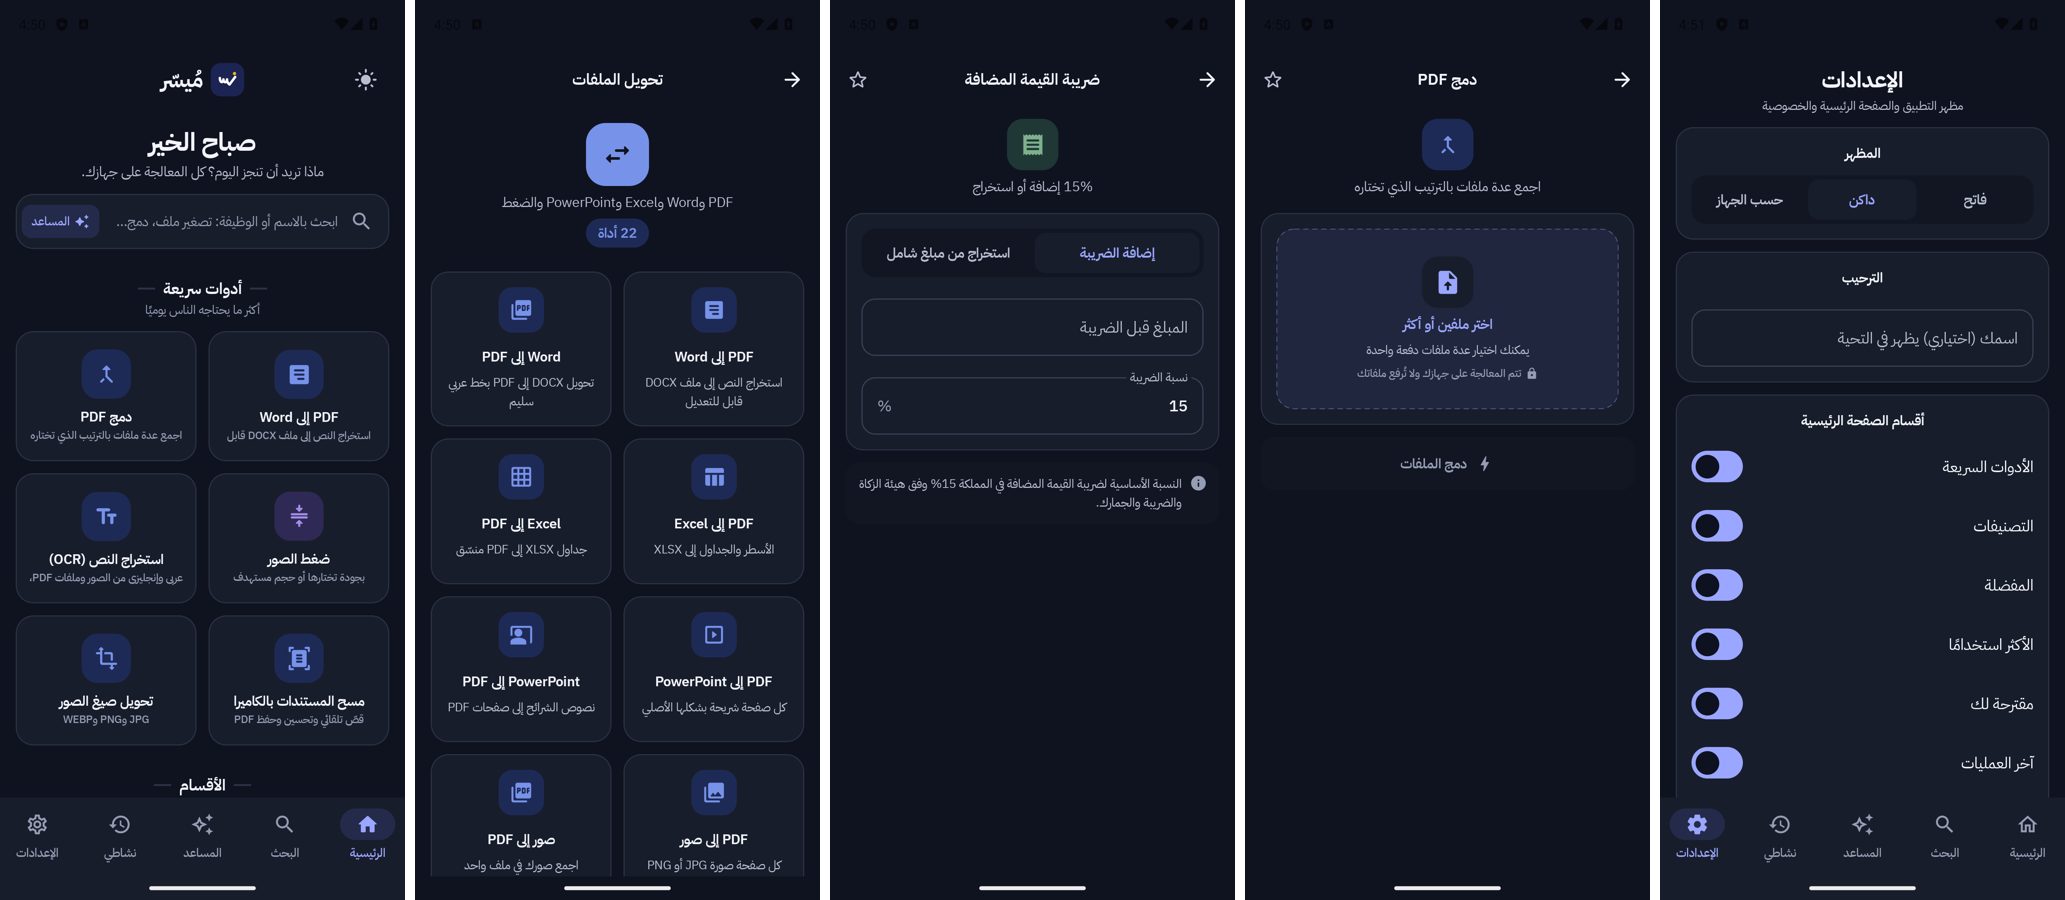 4:50
مُيسّر
صباح الخير
ماذا تريد أن تنجز اليوم؟ كل المعالجة على جهازك.
ابحث بالاسم أو الوظيفة: تصغير ملف، دمج...
المساعد
أدوات سريعة
أكثر ما يحتاجه الناس يوميًا
PDF إلى Word
استخراج النص إلى ملف DOCX قابل
دمج PDF
اجمع عدة ملفات بالترتيب الذي تختاره
ضغط الصور
بجودة تختارها أو حجم مستهدف
استخراج النص (OCR)
عربي وإنجليزي من الصور وملفات PDF،
مسح المستندات بالكاميرا
قصّ تلقائي وتحسين وحفظ PDF
تحويل صيغ الصور
JPG وPNG وWEBP
الأقسام
الرئيسية
البحث
المساعد
نشاطي
الإعدادات
4:50
تحويل الملفات
PDF وWord وExcel وPowerPoint والضغط
22 أداة
PDF إلى Word
استخراج النص إلى ملف DOCX
قابل للتعديل
Word إلى PDF
تحويل DOCX إلى PDF بخط عربي
سليم
PDF إلى Excel
الأسطر والجداول إلى XLSX
Excel إلى PDF
جداول XLSX إلى PDF منسّق
PDF إلى PowerPoint
كل صفحة شريحة بشكلها الأصلي
PowerPoint إلى PDF
نصوص الشرائح إلى صفحات PDF
PDF إلى صور
كل صفحة صورة JPG أو PNG
صور إلى PDF
اجمع صورك في ملف واحد
4:50
ضريبة القيمة المضافة
15% إضافة أو استخراج
إضافة الضريبة
استخراج من مبلغ شامل
المبلغ قبل الضريبة
نسبة الضريبة
15
%
النسبة الأساسية لضريبة القيمة المضافة في المملكة 15% وفق هيئة الزكاة
والضريبة والجمارك.
4:50
دمج PDF
اجمع عدة ملفات بالترتيب الذي تختاره
اختر ملفين أو أكثر
يمكنك اختيار عدة ملفات دفعة واحدة
تتم المعالجة على جهازك ولا تُرفع ملفاتك
دمج الملفات
4:51
الإعدادات
مظهر التطبيق والصفحة الرئيسية والخصوصية
المظهر
فاتح
داكن
حسب الجهاز
الترحيب
اسمك (اختياري) يظهر في التحية
أقسام الصفحة الرئيسية
الأدوات السريعة
التصنيفات
المفضلة
الأكثر استخدامًا
مقترحة لك
آخر العمليات
الرئيسية
البحث
المساعد
نشاطي
الإعدادات